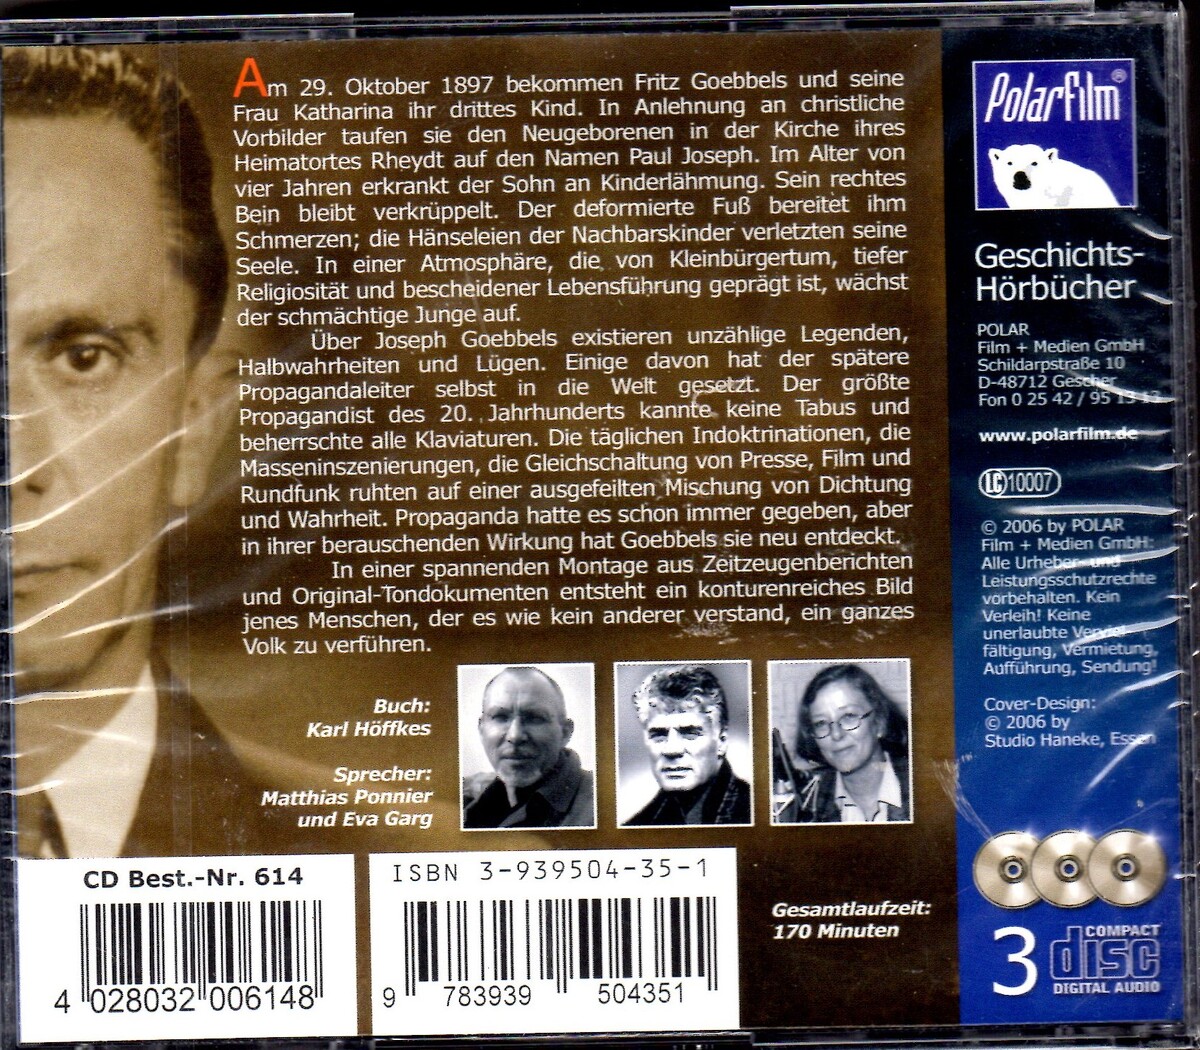 Am 29. Oktober 1897 bekommen Fritz Goebbels und seine
Frau Katharina ihr drittes Kind. In Anlehnung an christliche
Vorbilder taufen sie den Neugeborenen in der Kirche ihres
Heimatortes Rheydt auf den Namen Paul Joseph. Im Alter von
vier Jahren erkrankt der Sohn an Kinderlähmung. Sein rechtes
Bein bleibt verkrüppelt. Der deformierte Fuß bereitet ihm
Schmerzen; die Hänseleien der Nachbarskinder verletzten seine
Seele. In einer Atmosphäre, die von Kleinbürgertum, tiefer
Religiosität und bescheidener Lebensführung geprägt ist, wächst
der schmächtige Junge auf.
Über Joseph Goebbels existieren unzählige Legenden,
Halbwahrheiten und Lügen. Einige davon hat der spätere
Propagandaleiter selbst in die Welt gesetzt. Der größte
Propagandist des 20. Jahrhunderts kannte keine Tabus und
beherrschte alle Klaviaturen. Die täglichen Indoktrinationen, die
Masseninszenierungen, die Gleichschaltung von Presse, Film und
Rundfunk ruhten auf einer ausgefeilten Mischung von Dichtung
und Wahrheit. Propaganda hatte es schon immer gegeben, aber
in ihrer berauschenden Wirkung hat Goebbels sie neu entdeckt.
In einer spannenden Montage aus Zeitzeugenberichten
und Original-Tondokumenten entsteht ein konturenreiches Bild
jenes Menschen, der es wie kein anderer verstand, ein ganzes
Volk zu verführen.
Buch:
Karl Höffkes
Sprecher:
Matthias Ponnier
und Eva Garg
CD Best.-Nr. 614
4 028032 006148
ISBN 3-939504-35-1
9 783939 504351
Gesamtlaufzeit:
170 Minuten
Polarfilm®
Geschichts-
Hörbücher
POLAR
Film + Medien GmbH
Schildarpstraße 10
D-48712 Gescher
Fon 0 25 42 / 95 13 12
www.polarfilm.de
LC 10007
© 2006 by POLAR
Film + Medien GmbH:
Alle Urheber- und
Leistungsschutzrechte
vorbehalten. Kein
Verleih! Keine
unerlaubte Verviel-
fältigung, Vermietung,
Aufführung, Sendung!
Cover-Design:
© 2006 by
Studio Haneke, Essen
3
COMPACT
disc
DIGITAL AUDIO